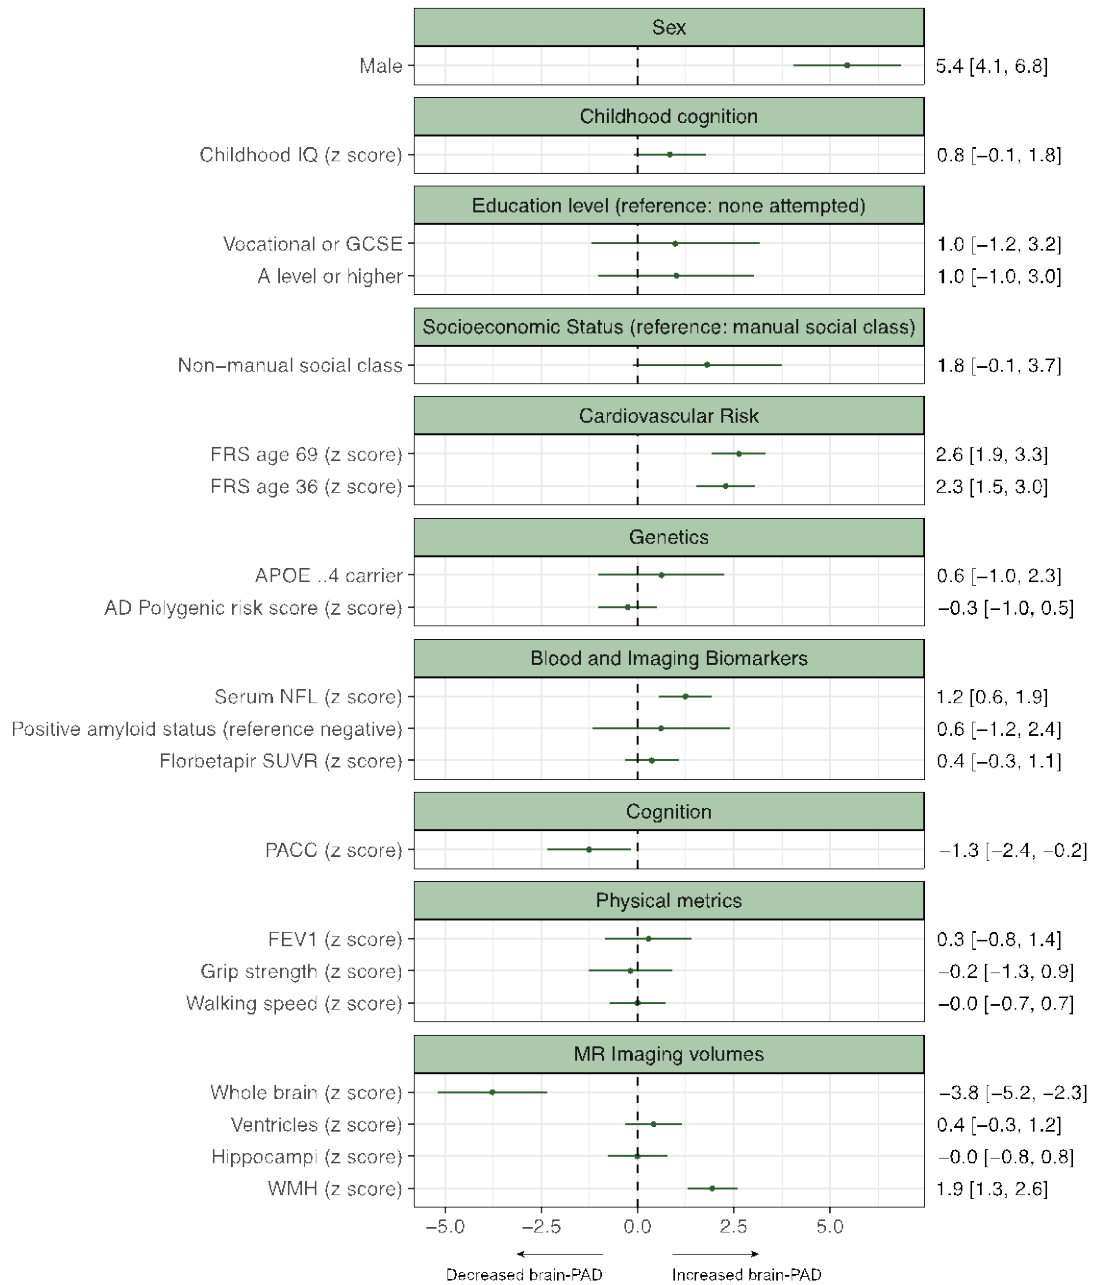 Sex
Male 5.4 [4.1, 6.8]
Childhood cognition
Childhood IQ (z score) 0.8 [−0.1, 1.8]
Education level (reference: none attempted)
Vocational or GCSE 1.0 [−1.2, 3.2]
A level or higher 1.0 [−1.0, 3.0]
Socioeconomic Status (reference: manual social class)
Non−manual social class 1.8 [−0.1, 3.7]
Cardiovascular Risk
FRS age 69 (z score) 2.6 [1.9, 3.3]
FRS age 36 (z score) 2.3 [1.5, 3.0]
Genetics
APOE ..4 carrier 0.6 [−1.0, 2.3]
AD Polygenic risk score (z score) −0.3 [−1.0, 0.5]
Blood and Imaging Biomarkers
Serum NFL (z score) 1.2 [0.6, 1.9]
Positive amyloid status (reference negative) 0.6 [−1.2, 2.4]
Florbetapir SUVR (z score) 0.4 [−0.3, 1.1]
Cognition
PACC (z score) −1.3 [−2.4, −0.2]
Physical metrics
FEV1 (z score) 0.3 [−0.8, 1.4]
Grip strength (z score) −0.2 [−1.3, 0.9]
Walking speed (z score) −0.0 [−0.7, 0.7]
MR Imaging volumes
Whole brain (z score) −3.8 [−5.2, −2.3]
Ventricles (z score) 0.4 [−0.3, 1.2]
Hippocampi (z score) −0.0 [−0.8, 0.8]
WMH (z score) 1.9 [1.3, 2.6]
−5.0 −2.5 0.0 2.5 5.0
Decreased brain-PAD Increased brain-PAD